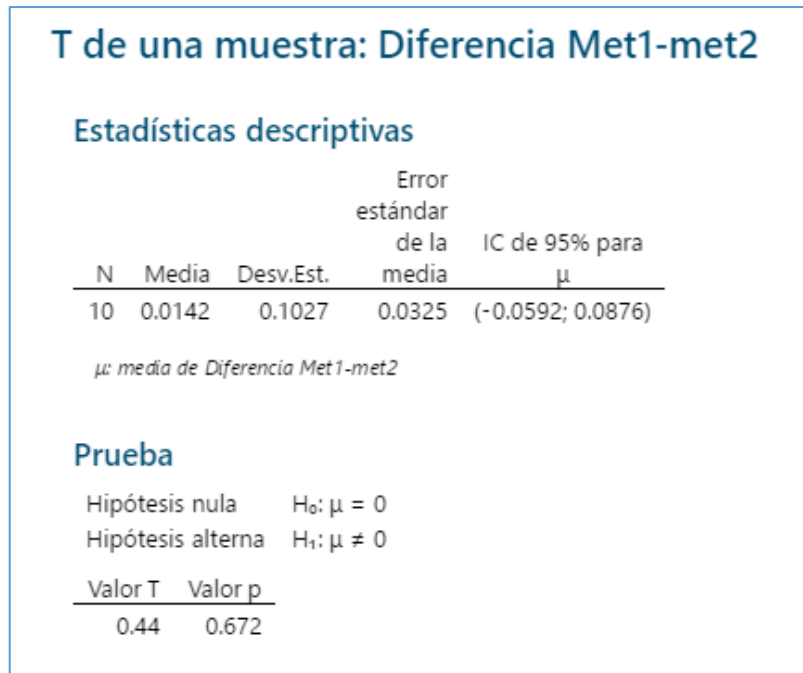 T de una muestra: Diferencia Met1-met2
Estadísticas descriptivas
Error
estándar
de la IC de 95% para
N Media Desv.Est. media μ
10 0.0142 0.1027 0.0325 (-0.0592; 0.0876)
μ: media de Diferencia Met1-met2
Prueba
Hipótesis nula H₀: μ = 0
Hipótesis alterna H₁: μ ≠ 0
Valor T Valor p
0.44 0.672